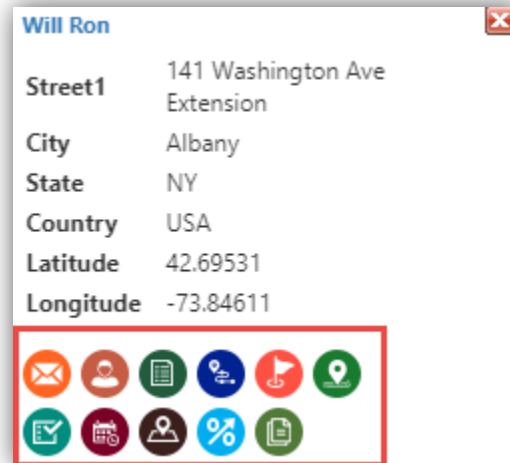 Will Ron
Street1 141 Washington Ave
Extension
City Albany
State NY
Country USA
Latitude 42.69531
Longitude -73.84611